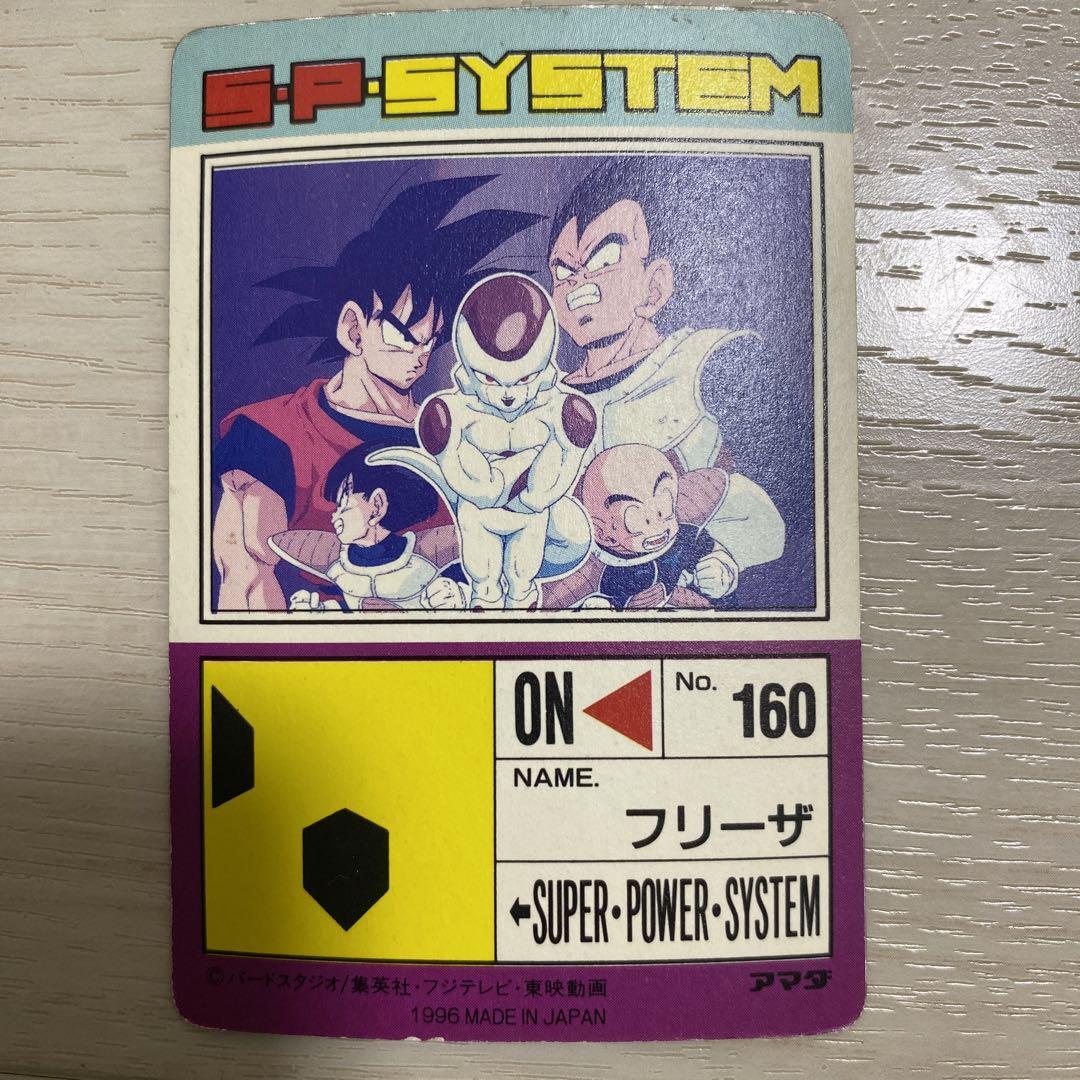 S·P·SYSTEM
ON
No. 160
NAME.
フリーザ
←SUPER·POWER·SYSTEM
©バードスタジオ/集英社・フジテレビ・東映動画
アマダ
1996 MADE IN JAPAN